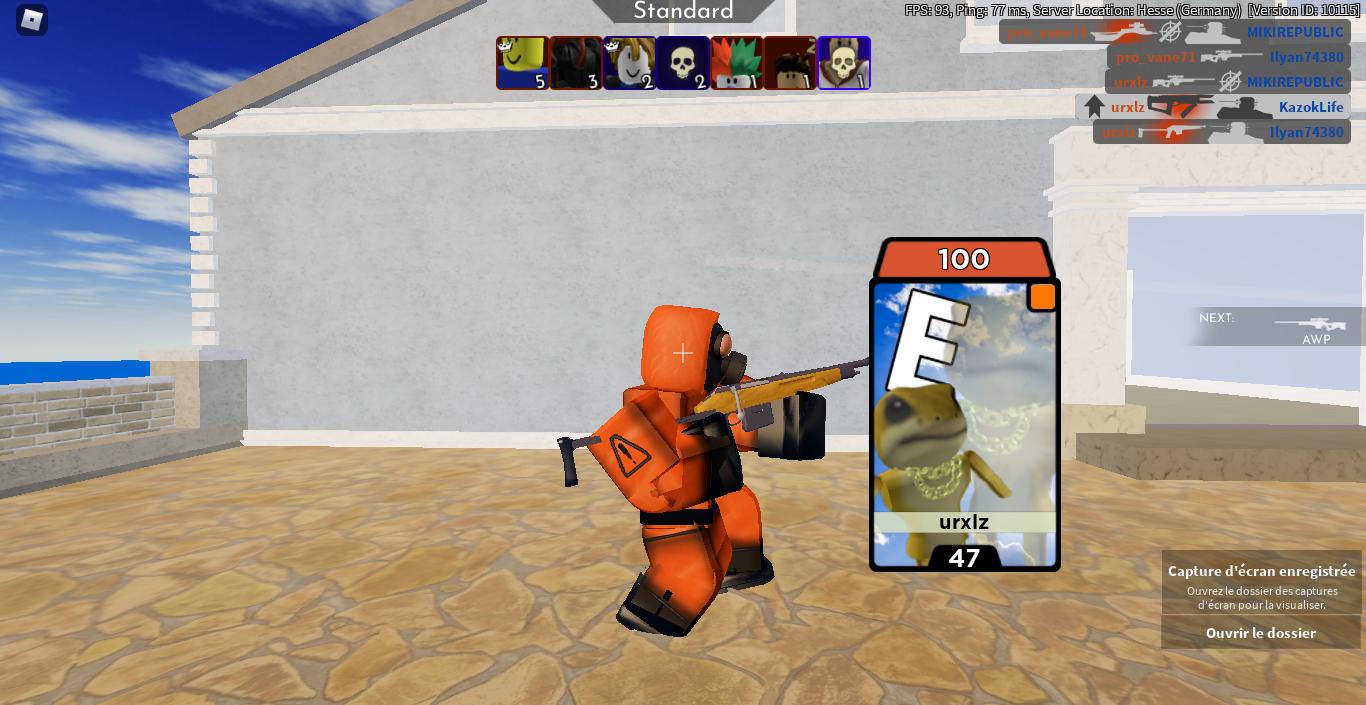 Standard
FPS: 93, Ping: 77 ms, Server Location: Hesse (Germany) [Version ID: 10115]
5 3 2 2 1 1 1
pro_vane71 MIKIREPUBLIC
pro_vane71 Ilyan74380
urxlz MIKIREPUBLIC
urxlz KazokLife
urxlz Ilyan74380
100
E
NEXT:
AWP
urxlz
47
Capture d'écran enregistrée
Ouvrez le dossier des captures
d'écran pour la visualiser.
Ouvrir le dossier